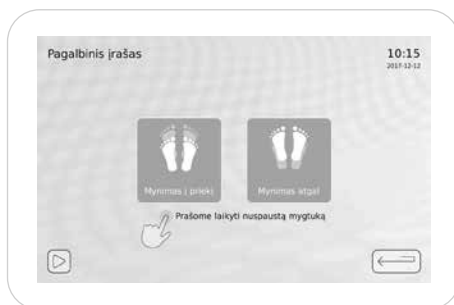 Pagalbinis įrašas
10:15
2017-12-12
Mynimas į priekį
Mynimas atgal
Prašome laikyti nuspaustą mygtuką